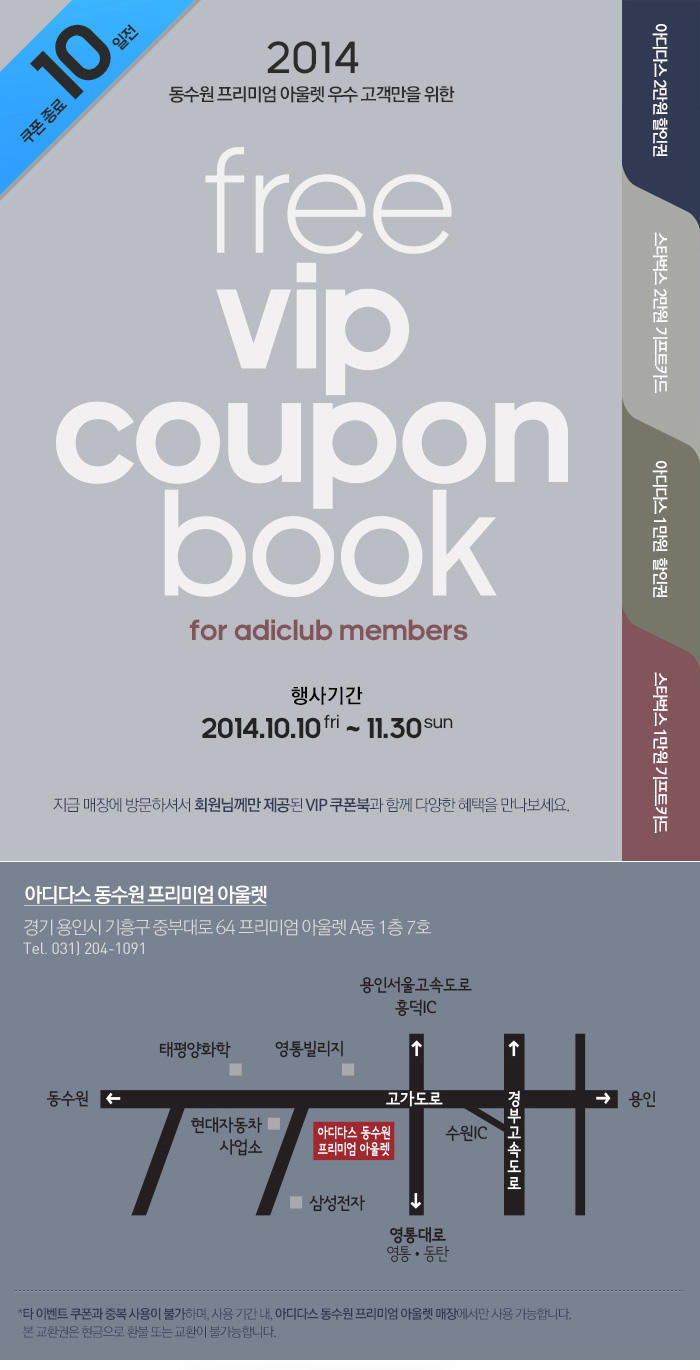 쿠폰 종료 10 일전
2014
동수원 프리미엄 아울렛 우수 고객만을 위한
free
vip
coupon
book
for adiclub members
행사기간
2014.10.10 fri ~ 11.30 sun
지금 매장에 방문하셔서 회원님께만 제공된 VIP 쿠폰북과 함께 다양한 혜택을 만나보세요.
아디다스 2만원 할인권
스타벅스 2만원 기프트카드
아디다스 1만원 할인권
스타벅스 1만원 기프트카드
아디다스 동수원 프리미엄 아울렛
경기 용인시 기흥구 중부대로 64 프리미엄 아울렛 A동 1층 7호
Tel. 031) 204-1091
용인서울고속도로
흥덕IC
태평양화학
영통빌리지
동수원
고가도로
경부고속도로
용인
현대자동차
사업소
아디다스 동수원
프리미엄 아울렛
수원IC
삼성전자
영통대로
영통 • 동탄
*타 이벤트 쿠폰과 중복 사용이 불가하며, 사용 기간 내, 아디다스 동수원 프리미엄 아울렛 매장에서만 사용 가능합니다.
본 교환권은 현금으로 환불 또는 교환이 불가능합니다.